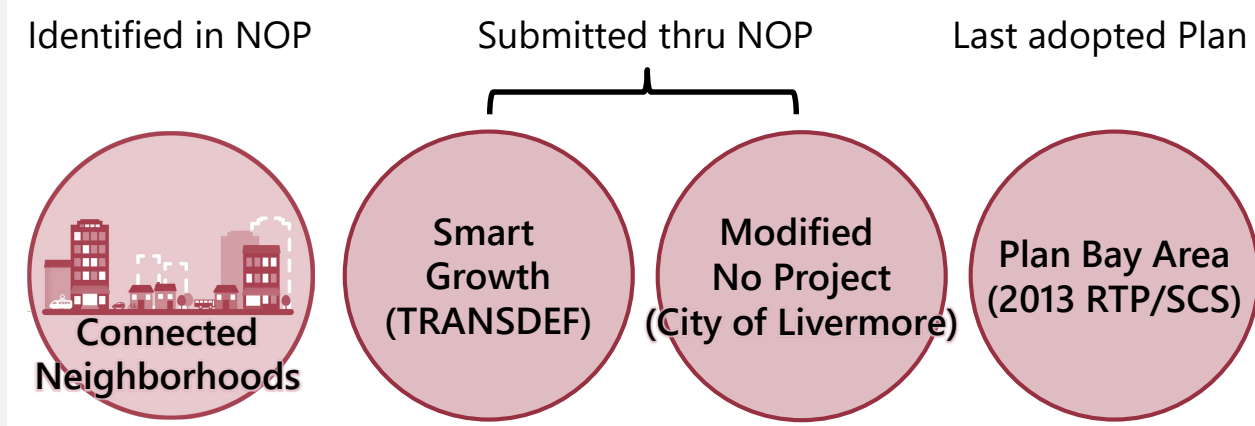 Identified in NOP
Submitted thru NOP
Last adopted Plan
Connected
Neighborhoods
Smart
Growth
(TRANSDEF)
Modified
No Project
(City of Livermore)
Plan Bay Area
(2013 RTP/SCS)